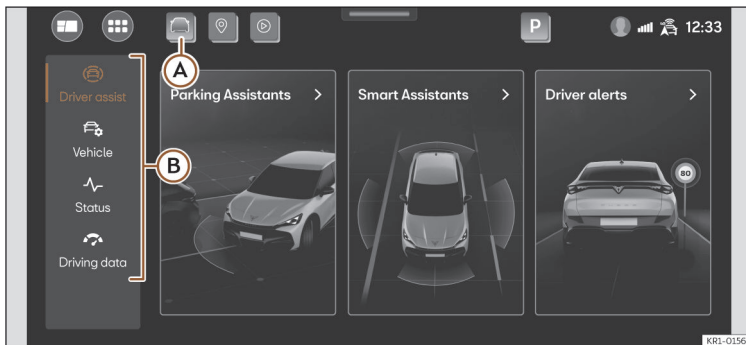 P
12:33
A
Driver assist
Vehicle
Status
Driving data
B
Parking Assistants
Smart Assistants
Driver alerts
80
KR1-0156